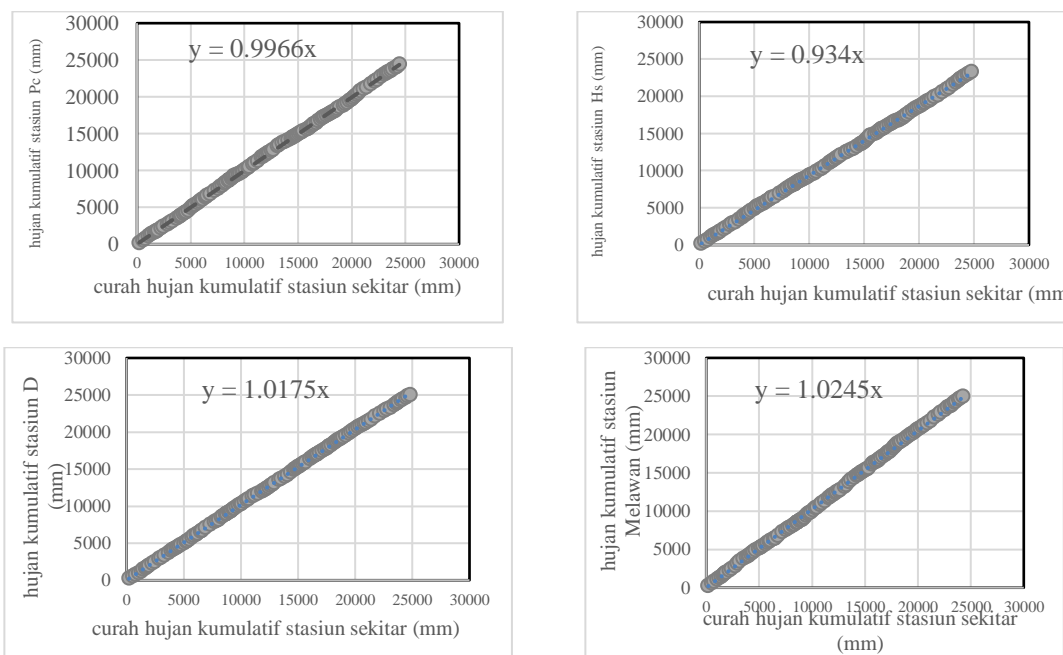 hujan kumulatif stasiun Pc (mm)
30000
25000
20000
15000
10000
5000
0
y = 0.9966x
0 5000 10000 15000 20000 25000 30000
curah hujan kumulatif stasiun sekitar (mm)
hujan kumulatif stasiun Hs (mm)
30000
25000
20000
15000
10000
5000
0
y = 0.934x
0 5000 10000 15000 20000 25000 30000
curah hujan kumulatif stasiun sekitar (mm
hujan kumulatif stasiun D
(mm)
30000
25000
20000
15000
10000
5000
0
y = 1.0175x
0 5000 10000 15000 20000 25000 30000
curah hujan kumulatif stasiun sekitar (mm)
hujan kumulatif stasiun
Melawan (mm)
30000
25000
20000
15000
10000
5000
0
y = 1.0245x
0 5000 10000 15000 20000 25000 30000
curah hujan kumulatif stasiun sekitar
(mm)